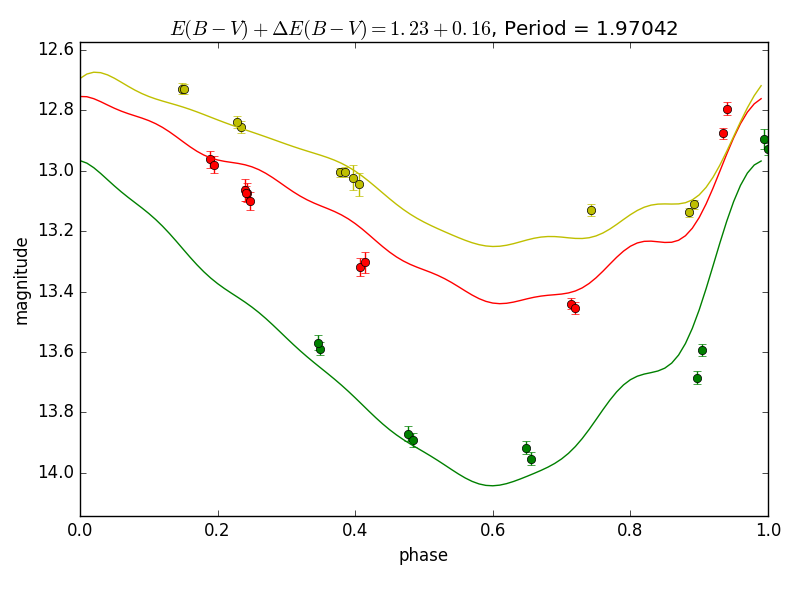 E(B − V) + ΔE(B − V) = 1.23 + 0.16, Period = 1.97042
12.6
12.8
13.0
13.2
13.4
13.6
13.8
14.0
magnitude
0.0 0.2 0.4 0.6 0.8 1.0
phase